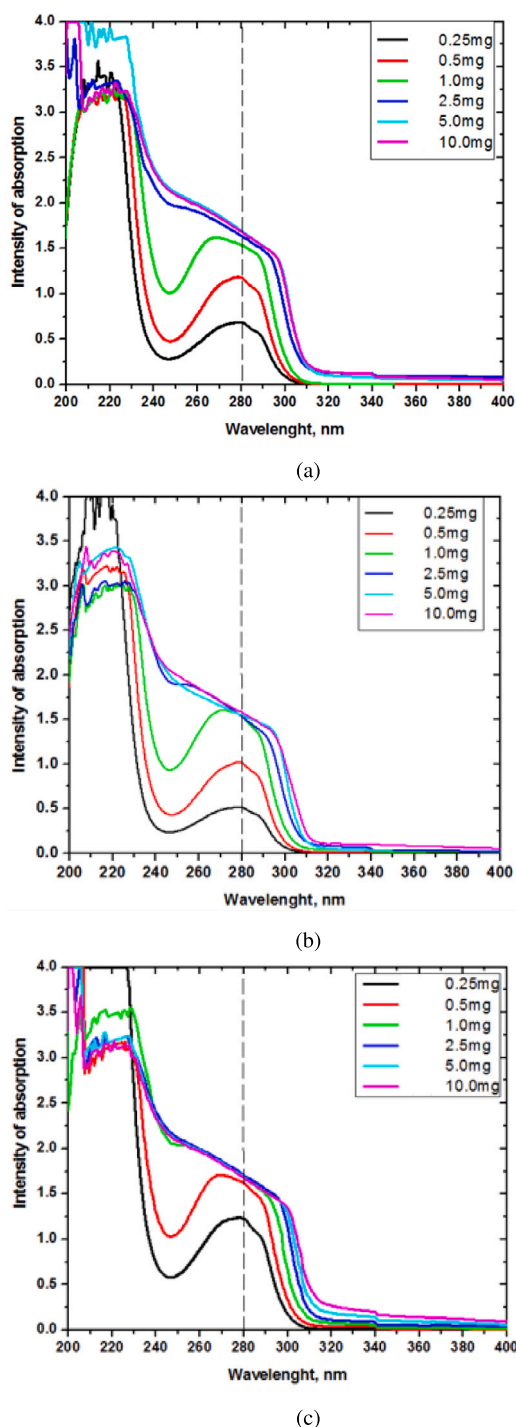 4.0
3.5
3.0
2.5
2.0
1.5
1.0
0.5
0.0
Intensity of absorption
0.25mg
0.5mg
1.0mg
2.5mg
5.0mg
10.0mg
200 220 240 260 280 300 320 340 360 380 400
Wavelenght, nm
(a)
4.0
3.5
3.0
2.5
2.0
1.5
1.0
0.5
0.0
Intensity of absorption
0.25mg
0.5mg
1.0mg
2.5mg
5.0mg
10.0mg
200 220 240 260 280 300 320 340 360 380 400
Wavelenght, nm
(b)
4.0
3.5
3.0
2.5
2.0
1.5
1.0
0.5
0.0
Intensity of absorption
0.25mg
0.5mg
1.0mg
2.5mg
5.0mg
10.0mg
200 220 240 260 280 300 320 340 360 380 400
Wavelenght, nm
(c)